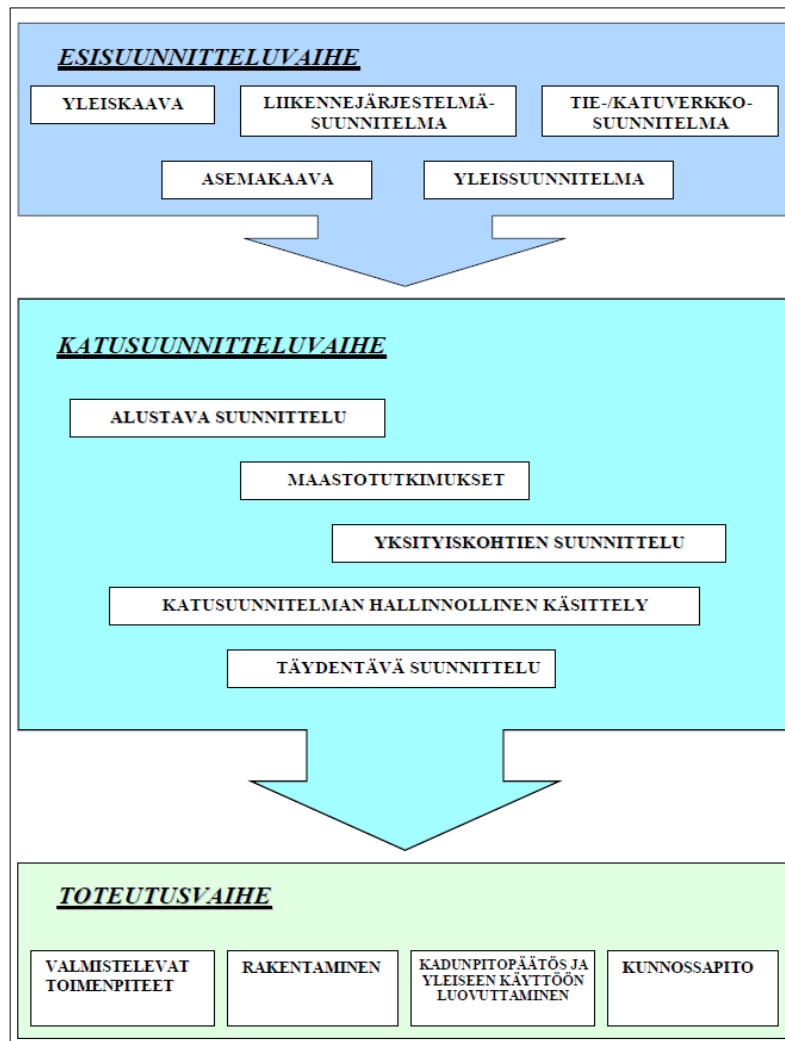 ESISUUNNITTELUVAIHE
YLEISKAAVA
LIIKENNEJÄRJESTELMÄ-
SUUNNITELMA
TIE-/KATUVERKKO-
SUUNNITELMA
ASEMAKAAVA
YLEISSUUNNITELMA
KATUSUUNNITTELUVAIHE
ALUSTAVA SUUNNITTELU
MAASTOTUTKIMUKSET
YKSITYISKOHTIEN SUUNNITTELU
KATUSUUNNITELMAN HALLINNOLLINEN KÄSITTELY
TÄYDENTÄVÄ SUUNNITTELU
TOTEUTUSVAIHE
VALMISTELEVAT
TOIMENPITEET
RAKENTAMINEN
KADUNPITOPÄÄTÖS JA
YLEISEEN KÄYTTÖÖN
LUOVUTTAMINEN
KUNNOSSAPITO